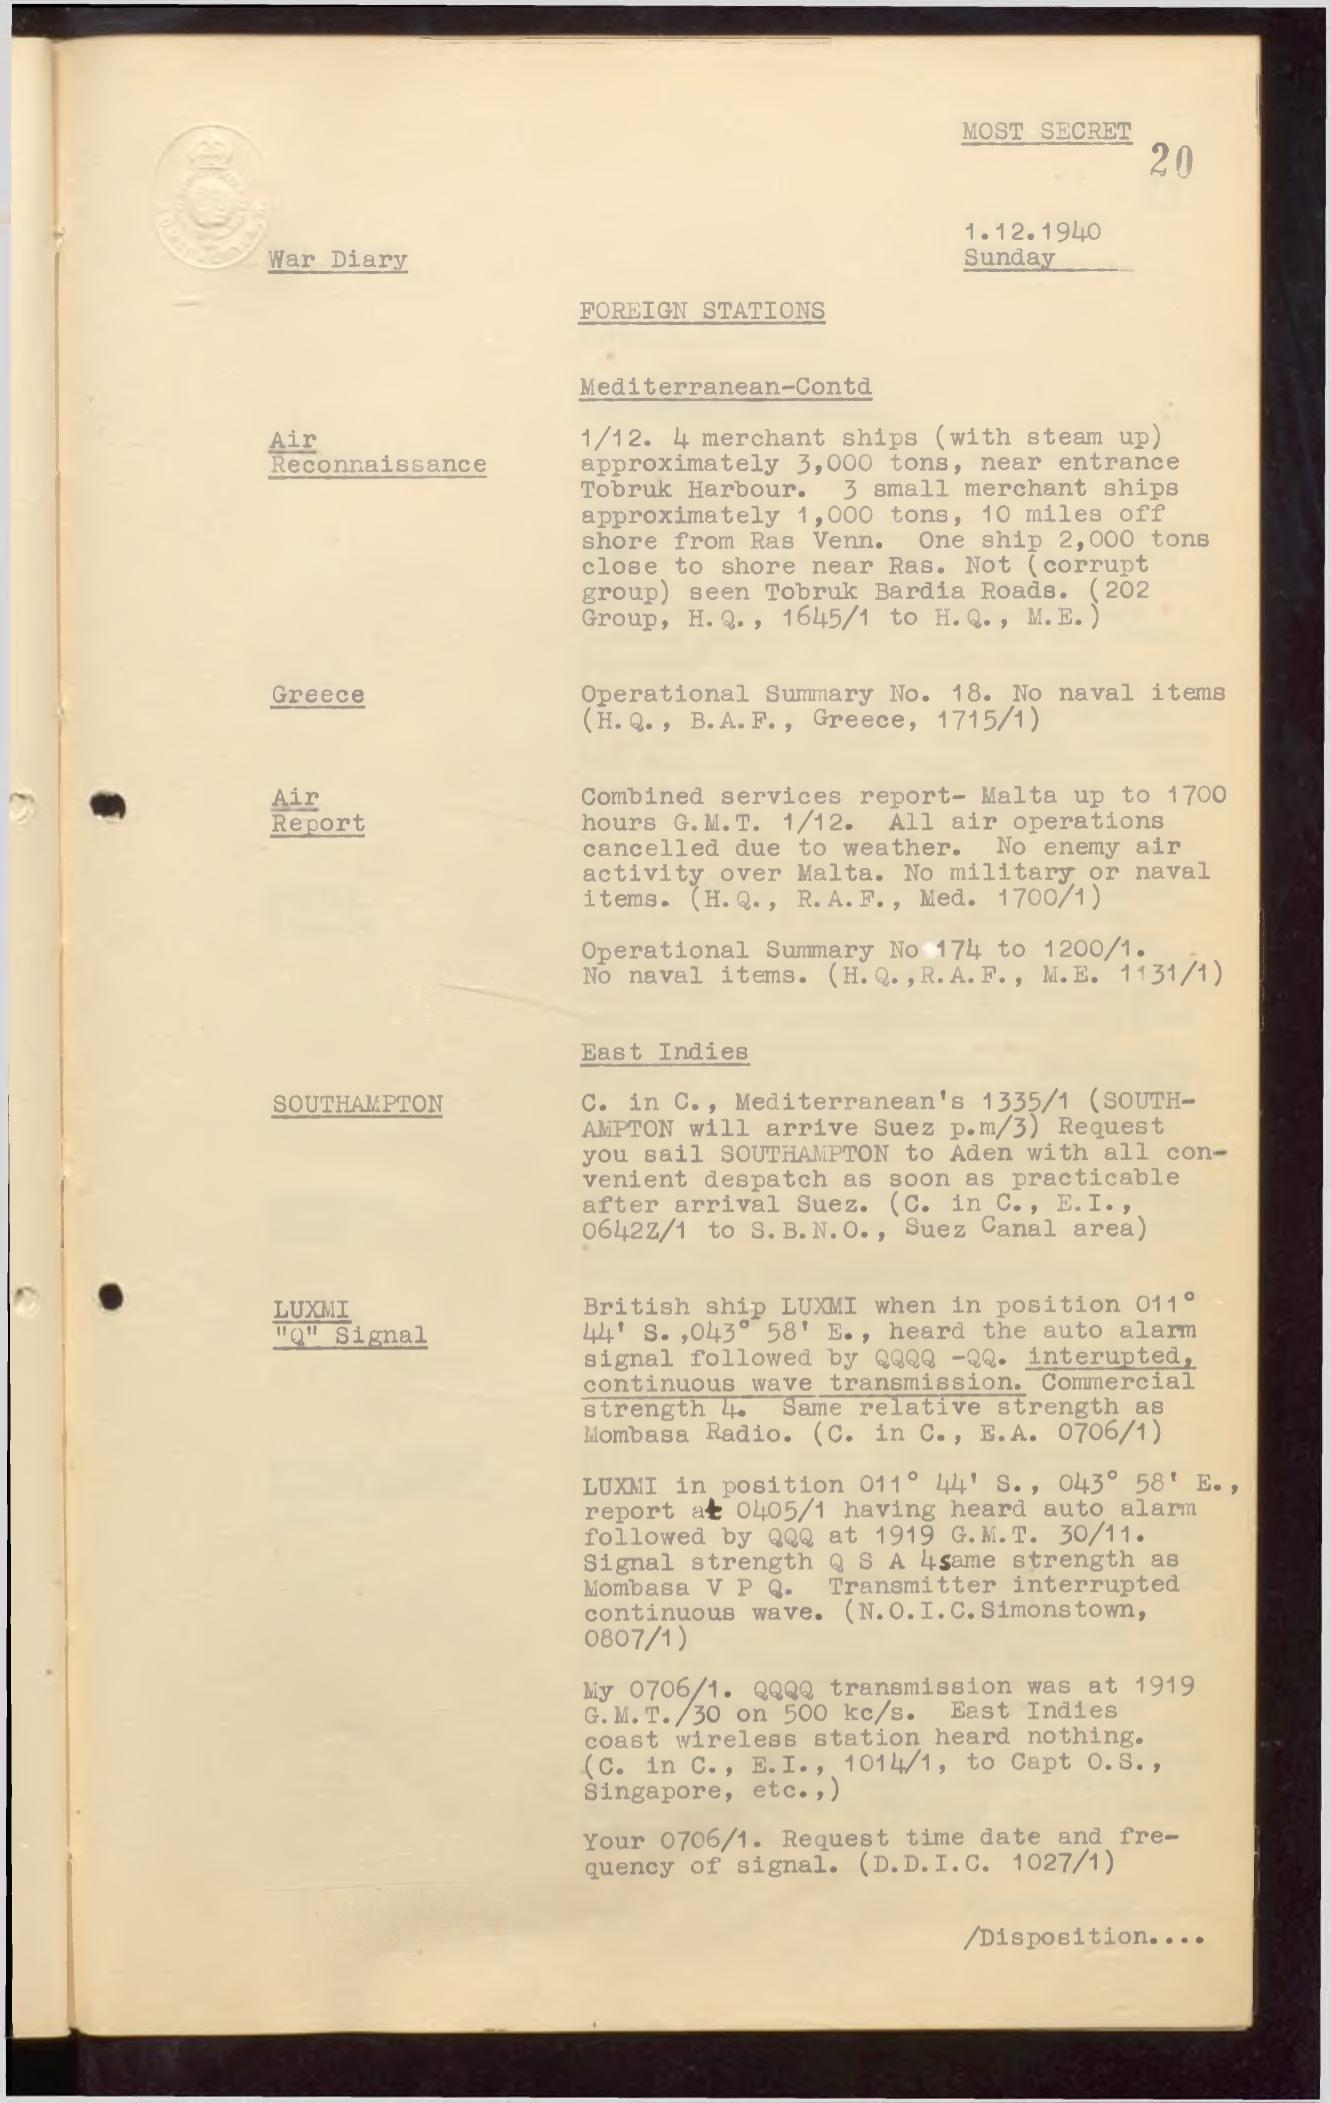 MOST SECRET
20
1.12.1940
War Diary
Sunday
FOREIGN STATIONS
Mediterranean-Contd
Air
Reconnaissance
1/12. 4 merchant ships (with steam up)
approximately 3,000 tons, near entrance
Tobruk Harbour. 3 small merchant ships
approximately 1,000 tons, 10 miles off
shore from Ras Venn. One ship 2,000 tons
close to shore near Ras. Not (corrupt
group) seen Tobruk Bardia Roads. (202
Group, H.Q., 1645/1 to H.Q., M.E.)
Greece
Operational Summary No. 18. No naval items
(H.Q., B.A.F., Greece, 1715/1)
Air
Report
Combined services report- Malta up to 1700
hours G.M.T. 1/12. All air operations
cancelled due to weather. No enemy air
activity over Malta. No military or naval
items. (H.Q., R.A.F., Med. 1700/1)
Operational Summary No 174 to 1200/1.
No naval items. (H.Q.,R.A.F., M.E. 1131/1)
East Indies
SOUTHAMPTON
C. in C., Mediterranean's 1335/1 (SOUTH-
AMPTON will arrive Suez p.m/3) Request
you sail SOUTHAMPTON to Aden with all con-
venient despatch as soon as practicable
after arrival Suez. (C. in C., E.I.,
0642Z/1 to S.B.N.O., Suez Canal area)
LUXMI
"Q" Signal
British ship LUXMI when in position 011°
44' S.,043° 58' E., heard the auto alarm
signal followed by QQQQ -QQ. interupted,
continuous wave transmission. Commercial
strength 4. Same relative strength as
Mombasa Radio. (C. in C., E.A. 0706/1)
LUXMI in position 011° 44' S., 043° 58' E.,
report at 0405/1 having heard auto alarm
followed by QQQ at 1919 G.M.T. 30/11.
Signal strength Q S A 4same strength as
Mombasa V P Q. Transmitter interrupted
continuous wave. (N.O.I.C.Simonstown,
0807/1)
My 0706/1. QQQQ transmission was at 1919
G.M.T./30 on 500 kc/s. East Indies
coast wireless station heard nothing.
(C. in C., E.I., 1014/1, to Capt O.S.,
Singapore, etc.,)
Your 0706/1. Request time date and fre-
quency of signal. (D.D.I.C. 1027/1)
/Disposition....